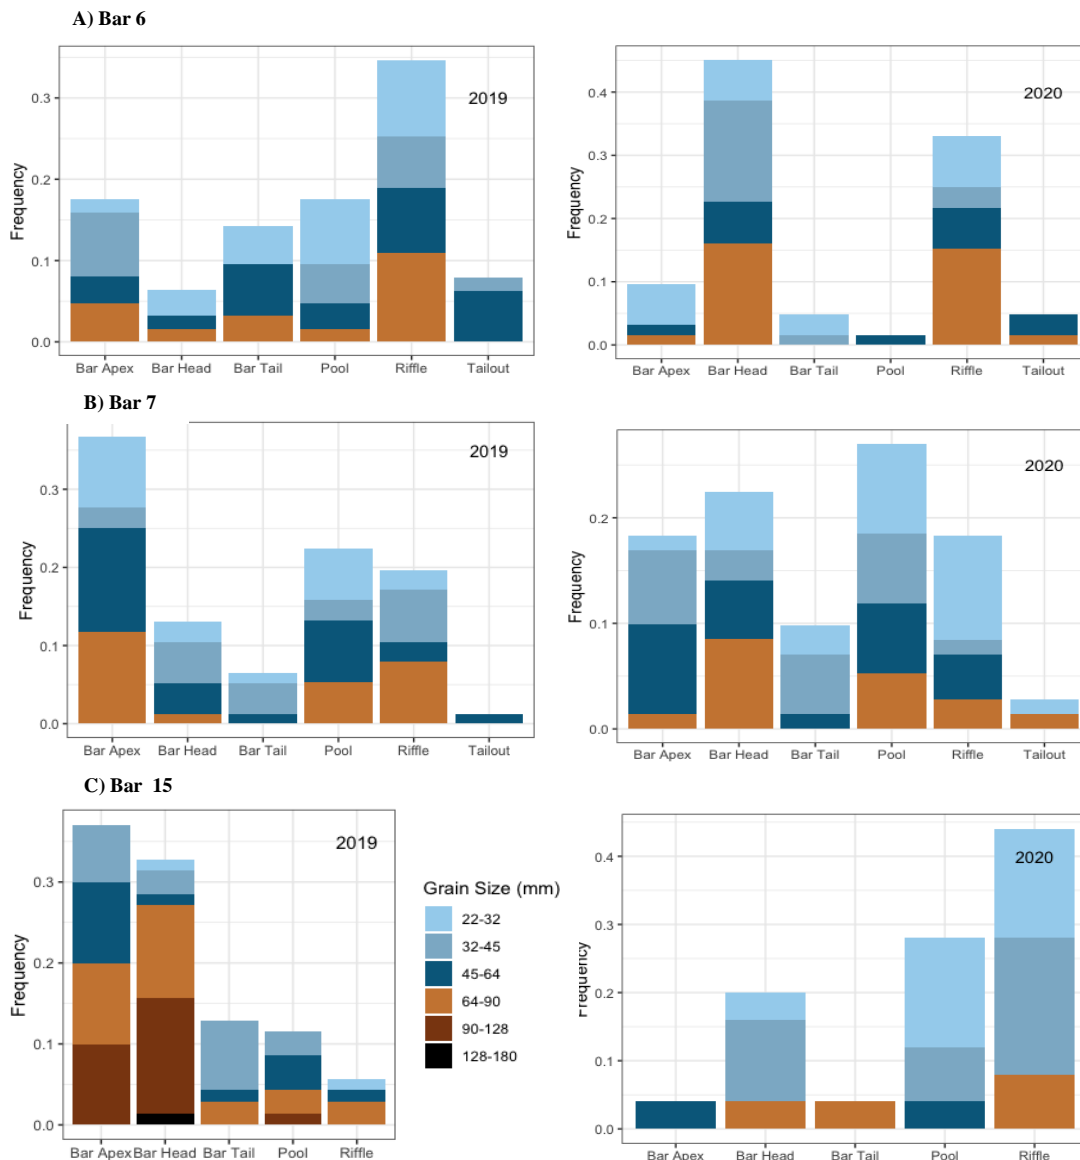 A) Bar 6
Frequency
0.3
0.2
0.1
0.0
2019
Bar Apex Bar Head Bar Tail Pool Riffle Tailout
Frequency
0.4
0.3
0.2
0.1
0.0
2020
Bar Apex Bar Head Bar Tail Pool Riffle Tailout
B) Bar 7
Frequency
0.3
0.2
0.1
0.0
2019
Bar Apex Bar Head Bar Tail Pool Riffle Tailout
Frequency
0.2
0.1
0.0
2020
Bar Apex Bar Head Bar Tail Pool Riffle Tailout
C) Bar 15
Frequency
0.3
0.2
0.1
0.0
2019
Bar Apex Bar Head Bar Tail Pool Riffle
Grain Size (mm)
22-32
32-45
45-64
64-90
90-128
128-180
Frequency
0.4
0.3
0.2
0.1
0.0
2020
Bar Apex Bar Head Bar Tail Pool Riffle